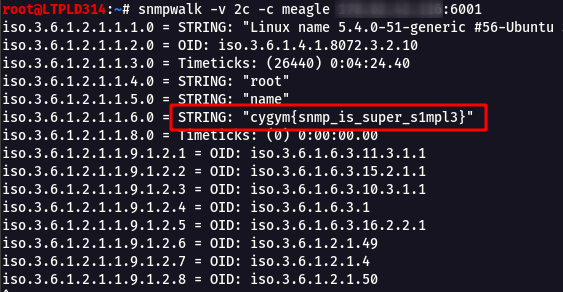 root@LTPLD314:~# snmpwalk -v 2c -c meagle :6001
iso.3.6.1.2.1.1.1.0 = STRING: "Linux name 5.4.0-51-generic #56-Ubuntu
iso.3.6.1.2.1.1.2.0 = OID: iso.3.6.1.4.1.8072.3.2.10
iso.3.6.1.2.1.1.3.0 = Timeticks: (26440) 0:04:24.40
iso.3.6.1.2.1.1.4.0 = STRING: "root"
iso.3.6.1.2.1.1.5.0 = STRING: "name"
iso.3.6.1.2.1.1.6.0 = STRING: "cygym{snmp_is_super_s1mpl3}"
iso.3.6.1.2.1.1.8.0 = Timeticks: (0) 0:00:00.00
iso.3.6.1.2.1.1.9.1.2.1 = OID: iso.3.6.1.6.3.11.3.1.1
iso.3.6.1.2.1.1.9.1.2.2 = OID: iso.3.6.1.6.3.15.2.1.1
iso.3.6.1.2.1.1.9.1.2.3 = OID: iso.3.6.1.6.3.10.3.1.1
iso.3.6.1.2.1.1.9.1.2.4 = OID: iso.3.6.1.6.3.1
iso.3.6.1.2.1.1.9.1.2.5 = OID: iso.3.6.1.6.3.16.2.2.1
iso.3.6.1.2.1.1.9.1.2.6 = OID: iso.3.6.1.2.1.49
iso.3.6.1.2.1.1.9.1.2.7 = OID: iso.3.6.1.2.1.4
iso.3.6.1.2.1.1.9.1.2.8 = OID: iso.3.6.1.2.1.50